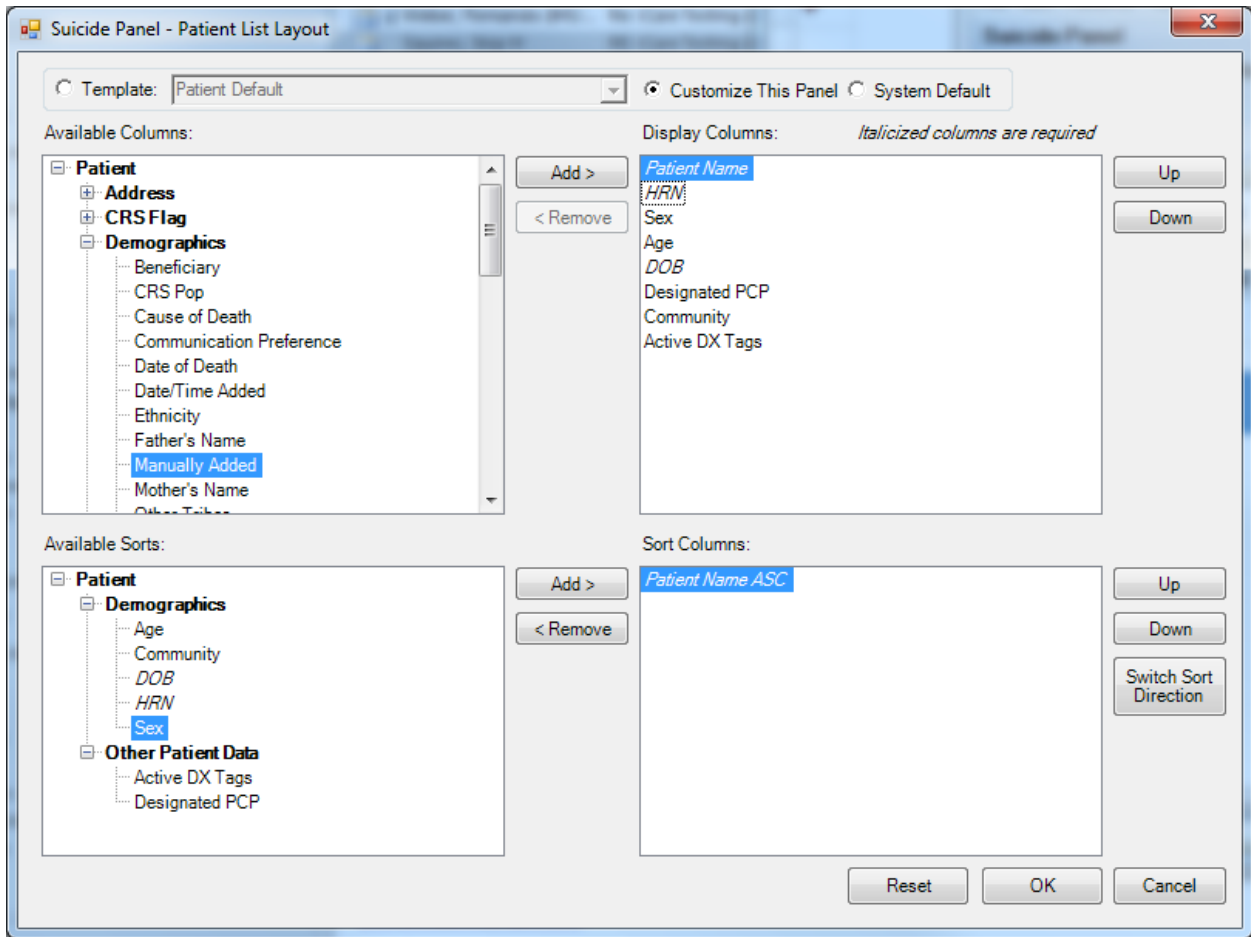 Suicide Panel - Patient List Layout
Suicide Panel
Template: Patient Default Customize This Panel System Default
Available Columns:
Patient
Address
CRS Flag
Demographics
Beneficiary
CRS Pop
Cause of Death
Communication Preference
Date of Death
Date/Time Added
Ethnicity
Father's Name
Manually Added
Mother's Name
Other Tribes
Add >
< Remove
Display Columns: Italicized columns are required
Patient Name
HRN
Sex
Age
DOB
Designated PCP
Community
Active DX Tags
Up
Down
Available Sorts:
Patient
Demographics
Age
Community
DOB
HRN
Sex
Other Patient Data
Active DX Tags
Designated PCP
Add >
< Remove
Sort Columns:
Patient Name ASC
Up
Down
Switch Sort
Direction
Reset OK Cancel